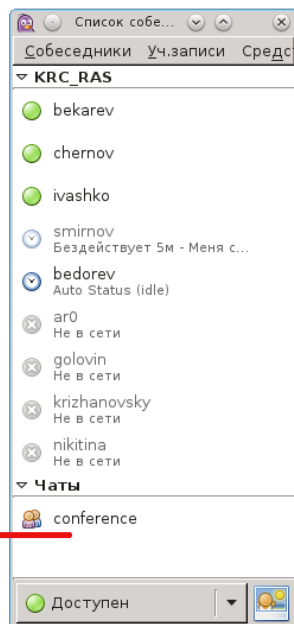 Список собе...
Собеседники Уч.записи Средс
KRC_RAS
bekarev
chernov
ivashko
smirnov
Бездействует 5м - Меня с...
bedorev
Auto Status (idle)
ar0
Не в сети
golovin
Не в сети
krizhanovsky
Не в сети
nikitina
Не в сети
Чаты
conference
Доступен